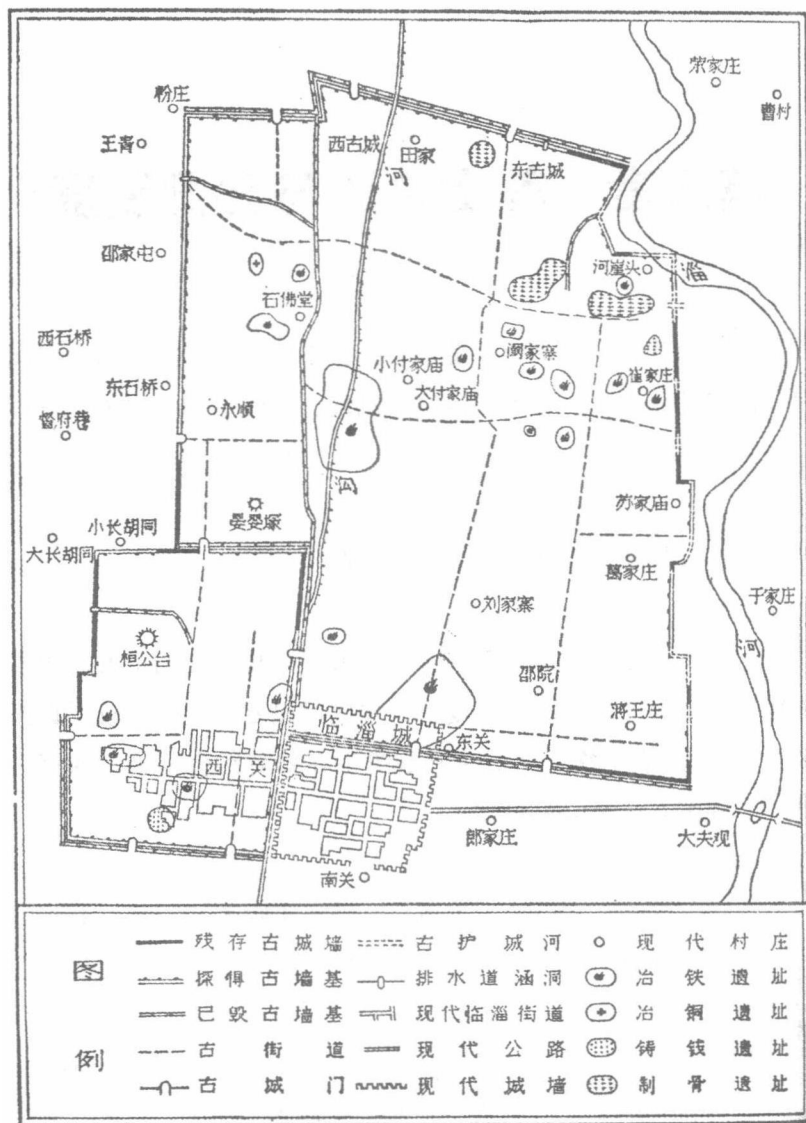 荣家庄
曹村
粉庄
王青
西古城
田家
东古城
河
邵家屯
河崖头
淄
石佛堂
西石桥
小付家庙
阚家寨
东石桥
大付家庙
崔家庄
督府巷
永顺
沟
晏婴塚
苏家庙
小长胡同
大长胡同
葛家庄
刘家寨
于家庄
河
桓公台
邵院
蒋王庄
临淄城
东关
西关
郎家庄
大夫观
南关
图例
残存古城墙 古护城河 现代村庄
探得古墙基 排水道涵洞 冶铁遗址
已毁古墙基 现代临淄街道 冶铜遗址
古街道 现代公路 铸钱遗址
古城门 现代城墙 制骨遗址